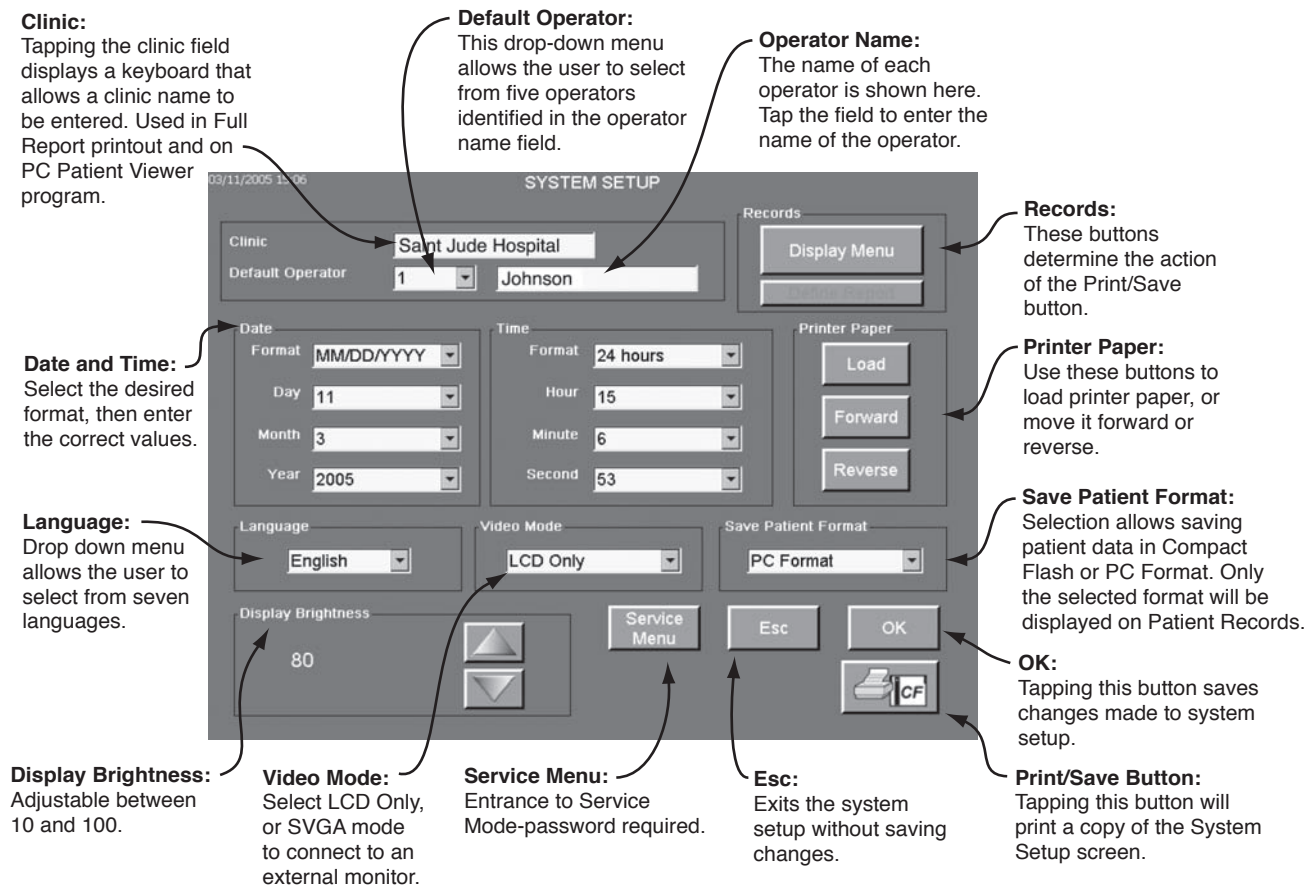 Clinic:
Tapping the clinic field
displays a keyboard that
allows a clinic name to
be entered. Used in Full
Report printout and on
PC Patient Viewer
program.
Default Operator:
This drop-down menu
allows the user to select
from five operators
identified in the operator
name field.
Operator Name:
The name of each
operator is shown here.
Tap the field to enter the
name of the operator.
03/11/2005 15:06
SYSTEM SETUP
Clinic
Saint Jude Hospital
Default Operator
1
Johnson
Records
Display Menu
Define Report
Records:
These buttons
determine the action
of the Print/Save
button.
Date and Time:
Select the desired
format, then enter
the correct values.
Date
Format MM/DD/YYYY
Day 11
Month 3
Year 2005
Time
Format 24 hours
Hour 15
Minute 6
Second 53
Printer Paper
Load
Forward
Reverse
Printer Paper:
Use these buttons to
load printer paper, or
move it forward or
reverse.
Language:
Drop down menu
allows the user to
select from seven
languages.
Language
English
Video Mode
LCD Only
Save Patient Format
PC Format
Save Patient Format:
Selection allows saving
patient data in Compact
Flash or PC Format. Only
the selected format will be
displayed on Patient Records.
Display Brightness
80
Service
Menu
Esc
OK
CF
OK:
Tapping this button saves
changes made to system
setup.
Display Brightness:
Adjustable between
10 and 100.
Video Mode:
Select LCD Only,
or SVGA mode
to connect to an
external monitor.
Service Menu:
Entrance to Service
Mode-password required.
Esc:
Exits the system
setup without saving
changes.
Print/Save Button:
Tapping this button will
print a copy of the System
Setup screen.